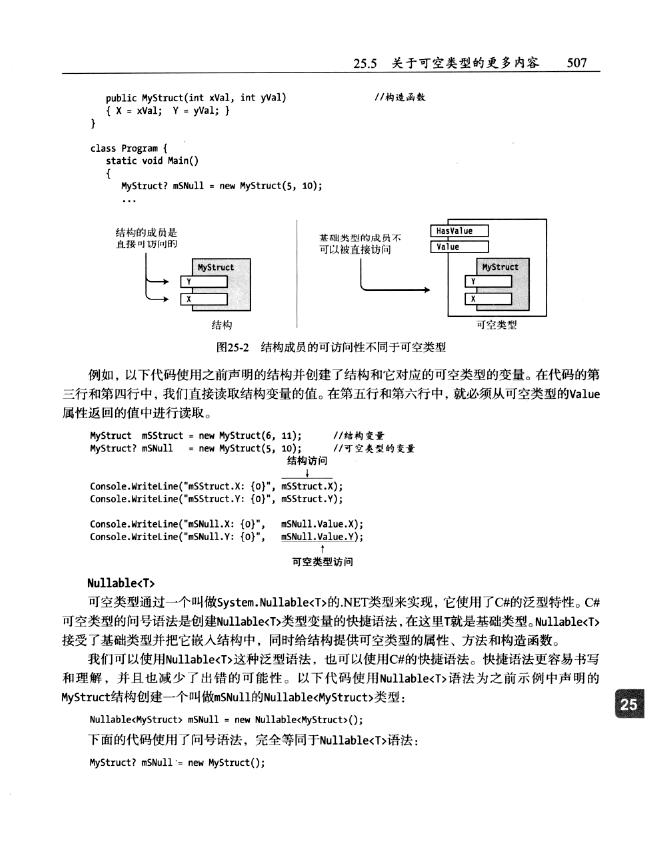 25.5 关于可空类型的更多内容 507
public MyStruct(int xVal, int yVal) //构造函数
{ X = xVal; Y = yVal; }
}
class Program {
static void Main()
{
MyStruct? mSNull = new MyStruct(5, 10);
...
结构的成员是
直接可访问的
MyStruct
Y
X
结构
基础类型的成员不
可以被直接访问
HasValue
Value
MyStruct
Y
X
可空类型
图25-2 结构成员的可访问性不同于可空类型
例如，以下代码使用之前声明的结构并创建了结构和它对应的可空类型的变量。在代码的第
三行和第四行中，我们直接读取结构变量的值。在第五行和第六行中，就必须从可空类型的Value
属性返回的值中进行读取。
MyStruct mSStruct = new MyStruct(6, 11); //结构变量
MyStruct? mSNull = new MyStruct(5, 10); //可空类型的变量
结构访问
↓
Console.WriteLine("mSStruct.X: {0}", mSStruct.X);
Console.WriteLine("mSStruct.Y: {0}", mSStruct.Y);
Console.WriteLine("mSNull.X: {0}", mSNull.Value.X);
Console.WriteLine("mSNull.Y: {0}", mSNull.Value.Y);
↑
可空类型访问
Nullable<T>
可空类型通过一个叫做System.Nullable<T>的.NET类型来实现，它使用了C#的泛型特性。C#
可空类型的问号语法是创建Nullable<T>类型变量的快捷语法，在这里T就是基础类型。Nullable<T>
接受了基础类型并把它嵌入结构中，同时给结构提供可空类型的属性、方法和构造函数。
我们可以使用Nullable<T>这种泛型语法，也可以使用C#的快捷语法。快捷语法更容易书写
和理解，并且也减少了出错的可能性。以下代码使用Nullable<T>语法为之前示例中声明的
MyStruct结构创建一个叫做mSNull的Nullable<MyStruct>类型：
25
Nullable<MyStruct> mSNull = new Nullable<MyStruct>();
下面的代码使用了问号语法，完全等同于Nullable<T>语法：
MyStruct? mSNull = new MyStruct();